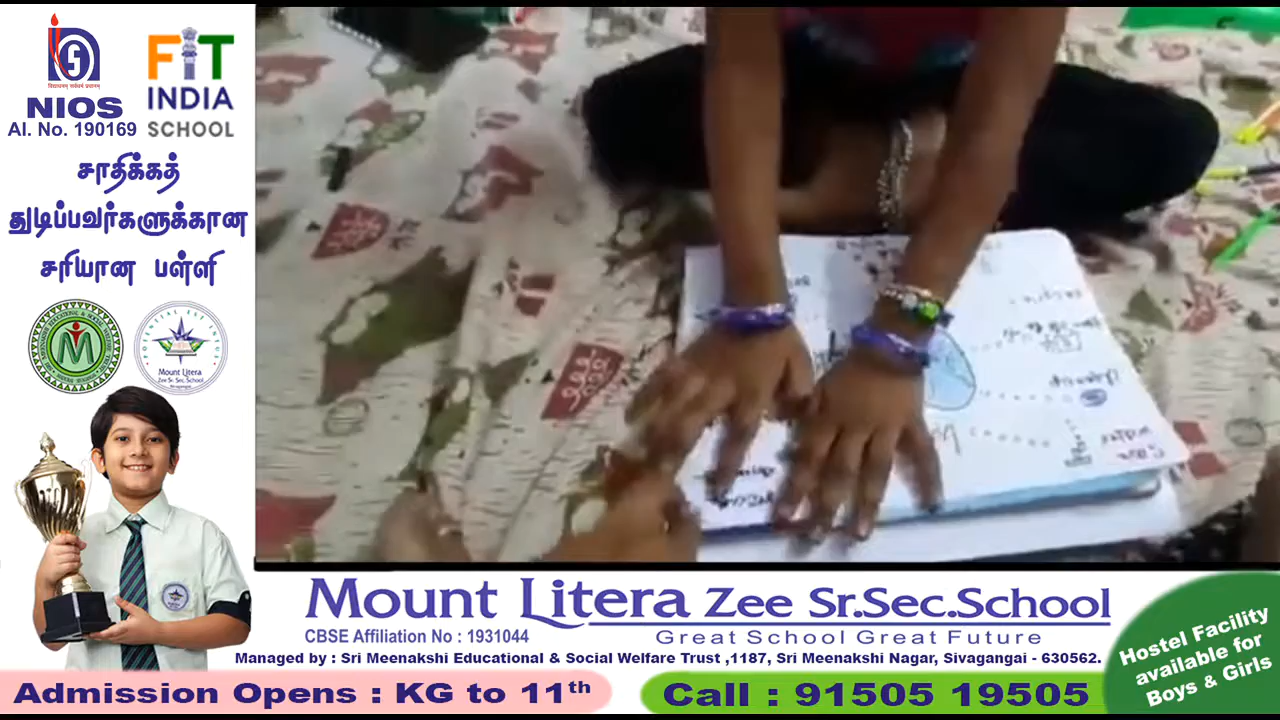 NIOS
AI. No. 190169
FIT
INDIA
SCHOOL
சாதிக்கத்
துடிப்பவர்களுக்கான
சரியான பள்ளி
Mount Litera
Zee Sr. Sec. School
Mount Litera Zee Sr.Sec.School
CBSE Affiliation No : 1931044
Great School Great Future
Managed by : Sri Meenakshi Educational & Social Welfare Trust ,1187, Sri Meenakshi Nagar, Sivagangai - 630562.
Admission Opens : KG to 11th
Call : 91505 19505
Hostel Facility
available for
Boys & Girls